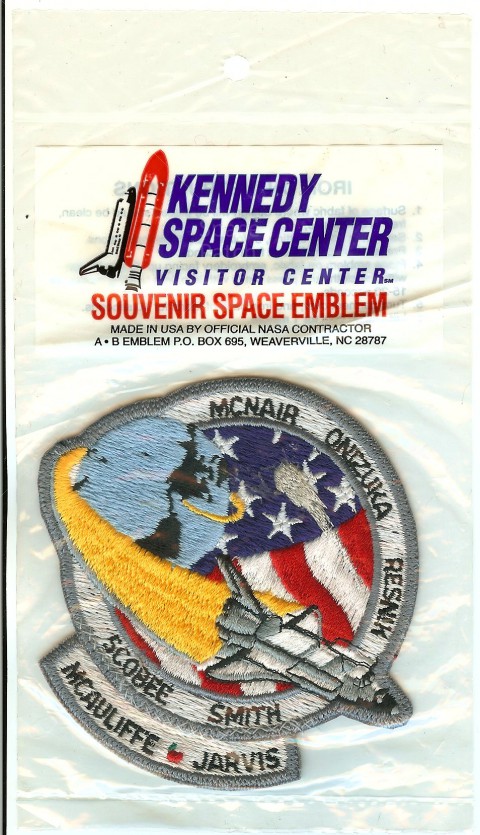 KENNEDY
SPACE CENTER
VISITOR CENTER SM
SOUVENIR SPACE EMBLEM
MADE IN USA BY OFFICIAL NASA CONTRACTOR
A • B EMBLEM P.O. BOX 695, WEAVERVILLE, NC 28787
MCNAIR ONIZUKA RESNIK
SCOBEE SMITH
MCAULIFFE JARVIS